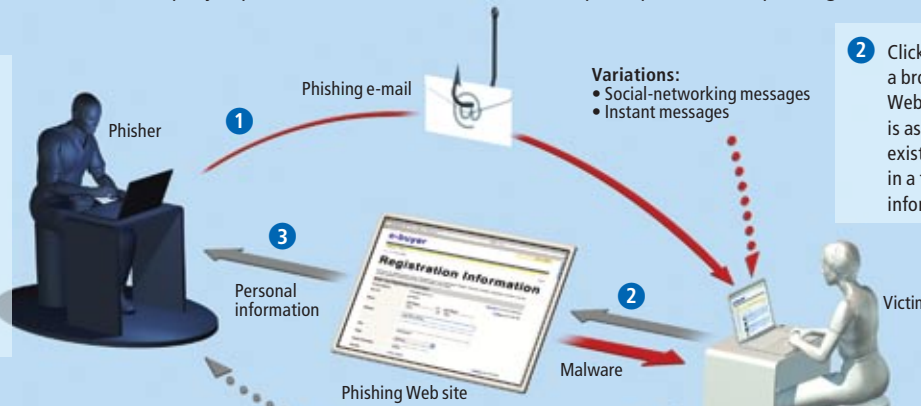 Phishing e-mail
Variations:
• Social-networking messages
• Instant messages
Phisher
1
2 Click
a bro
Web
is as
exist
in a
infor
e-buyer
Registration Information
3
Personal
information
2
Victin
Malware
Phishing Web site